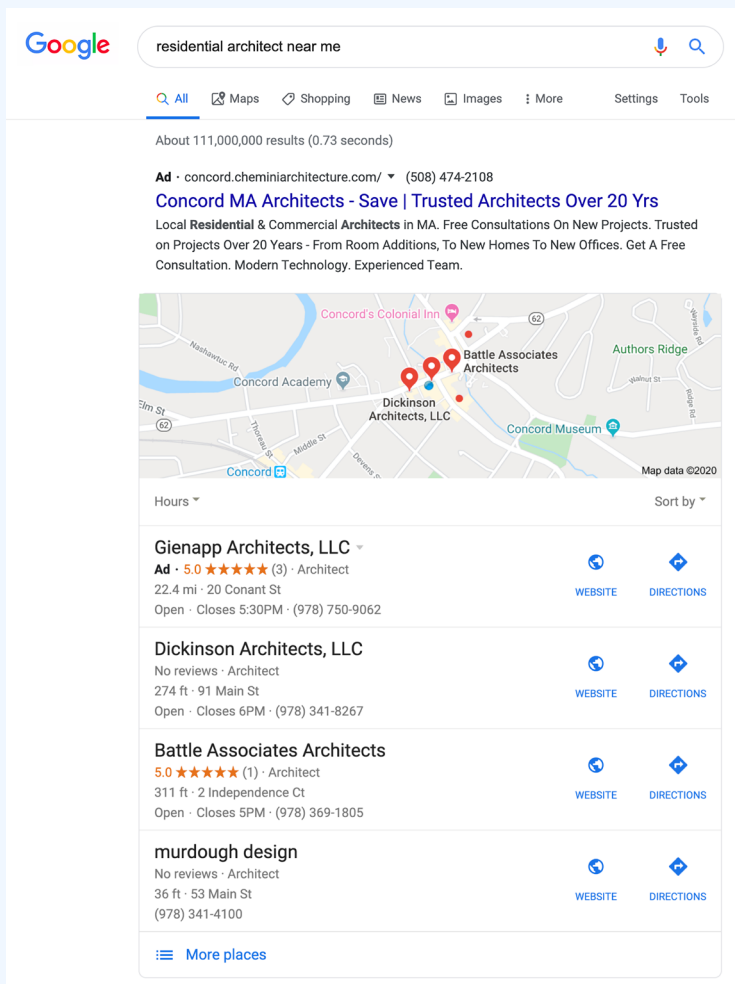 Google
residential architect near me
All Maps Shopping News Images More Settings Tools
About 111,000,000 results (0.73 seconds)
Ad · concord.cheminiarchitecture.com/ (508) 474-2108
Concord MA Architects - Save | Trusted Architects Over 20 Yrs
Local Residential & Commercial Architects in MA. Free Consultations On New Projects. Trusted
on Projects Over 20 Years - From Room Additions, To New Homes To New Offices. Get A Free
Consultation. Modern Technology. Experienced Team.
Concord's Colonial Inn
62
Wayside Rd
Nashawtuc Rd
Battle Associates
Architects
Authors Ridge
Concord Academy
Walnut St
Dickinson
Architects, LLC
Ridge Rd
Elm St
62
Concord Museum
Thoreau St
Middle St
Devens S
Concord
Map data ©2020
Hours Sort by
Gienapp Architects, LLC
Ad · 5.0 ★★★★★ (3) · Architect
22.4 mi · 20 Conant St
Open · Closes 5:30PM · (978) 750-9062
WEBSITE DIRECTIONS
Dickinson Architects, LLC
No reviews · Architect
274 ft · 91 Main St
Open · Closes 6PM · (978) 341-8267
WEBSITE DIRECTIONS
Battle Associates Architects
5.0 ★★★★★ (1) · Architect
311 ft · 2 Independence Ct
Open · Closes 5PM · (978) 369-1805
WEBSITE DIRECTIONS
murdough design
No reviews · Architect
36 ft · 53 Main St
(978) 341-4100
WEBSITE DIRECTIONS
More places